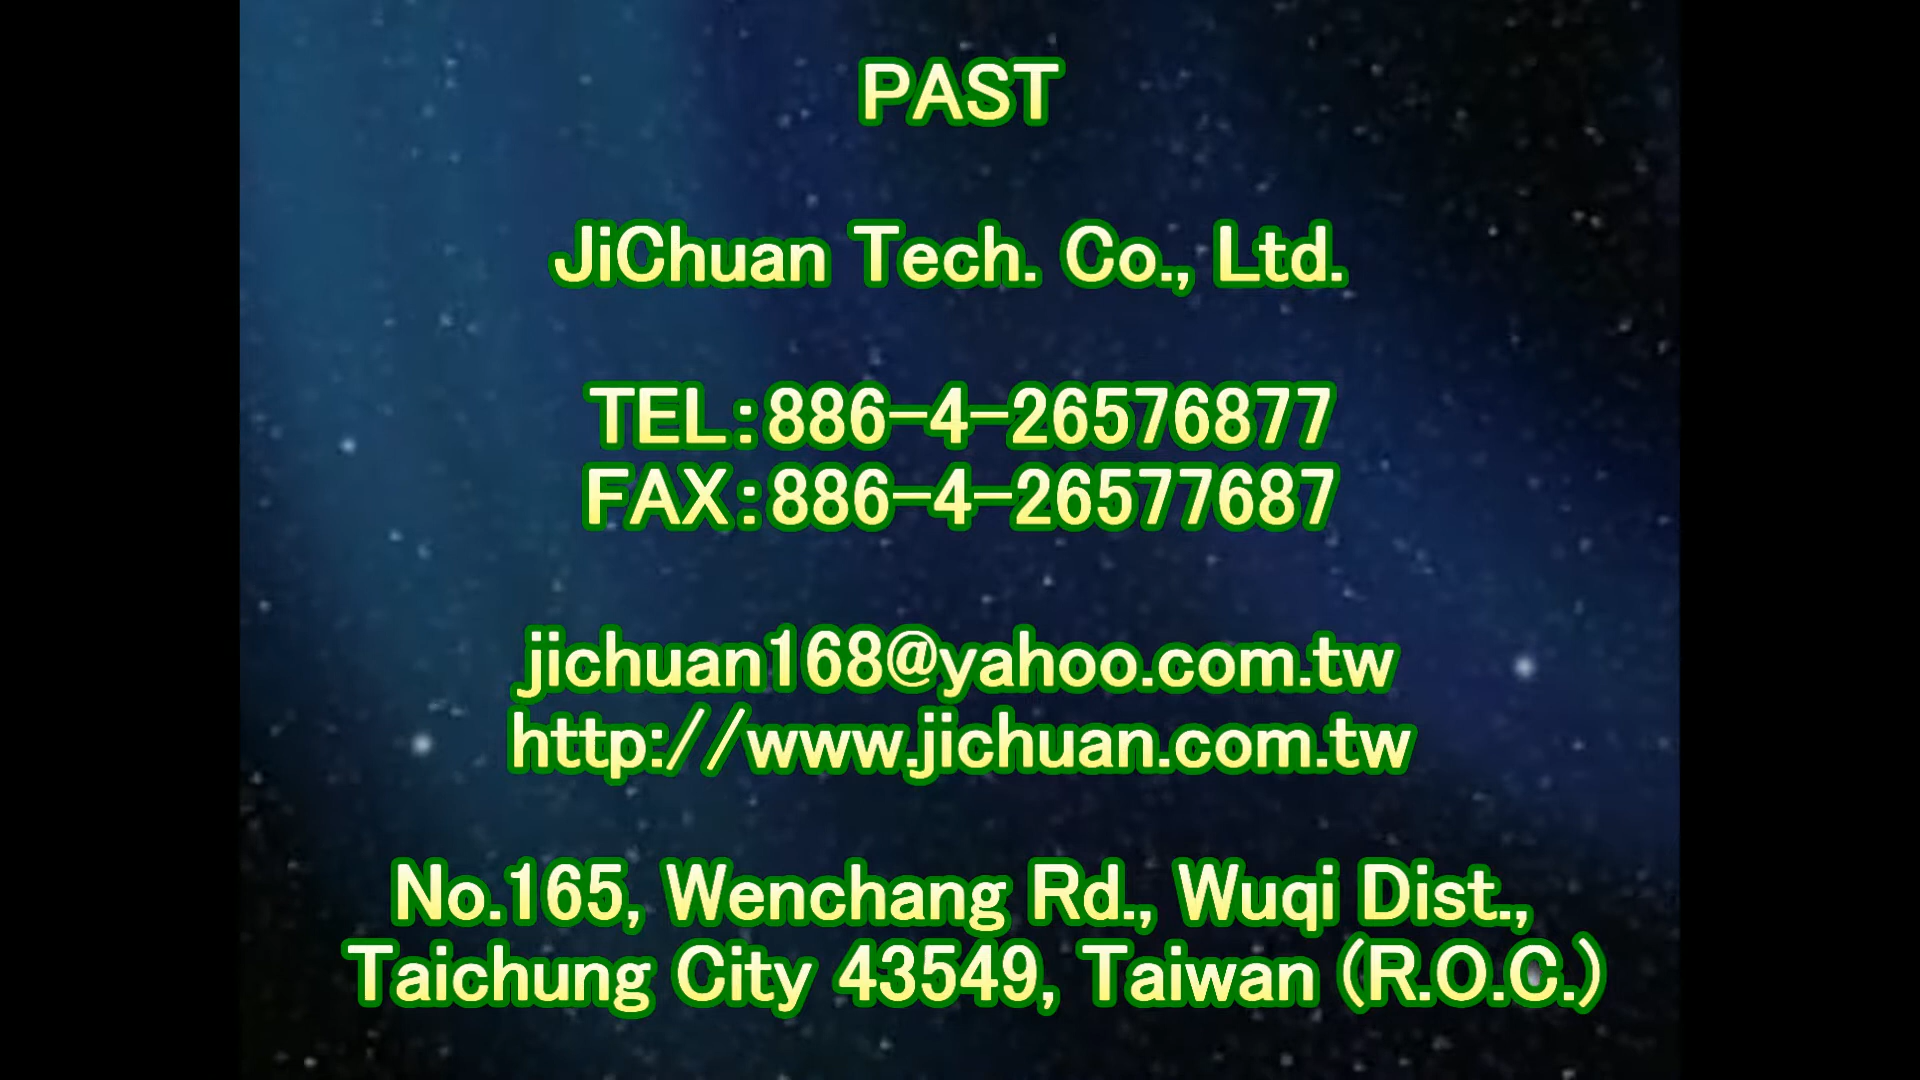 PAST
JiChuan Tech. Co., Ltd.
TEL:886-4-26576877
FAX:886-4-26577687
jichuan168@yahoo.com.tw
http://www.jichuan.com.tw
No.165, Wenchang Rd., Wuqi Dist.,
Taichung City 43549, Taiwan (R.O.C.)